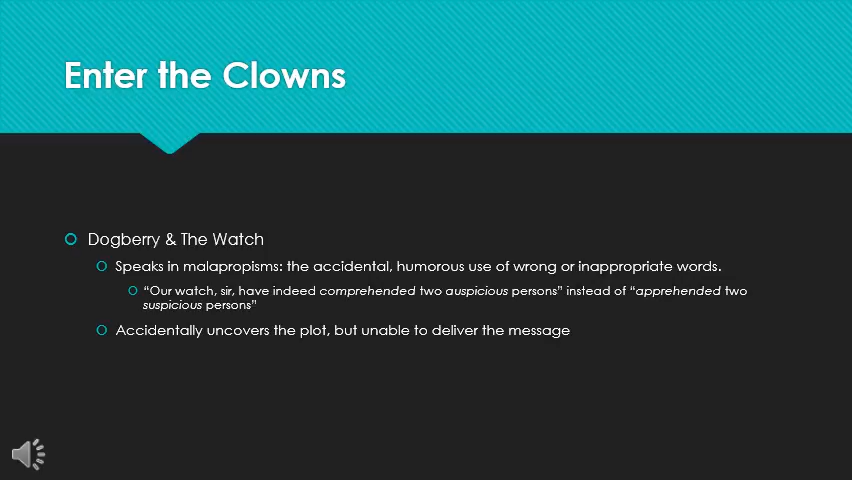 Enter the Clowns
Dogberry & The Watch
Speaks in malapropisms: the accidental, humorous use of wrong or inappropriate words.
“Our watch, sir, have indeed comprehended two auspicious persons” instead of “apprehended two
suspicious persons”
Accidentally uncovers the plot, but unable to deliver the message